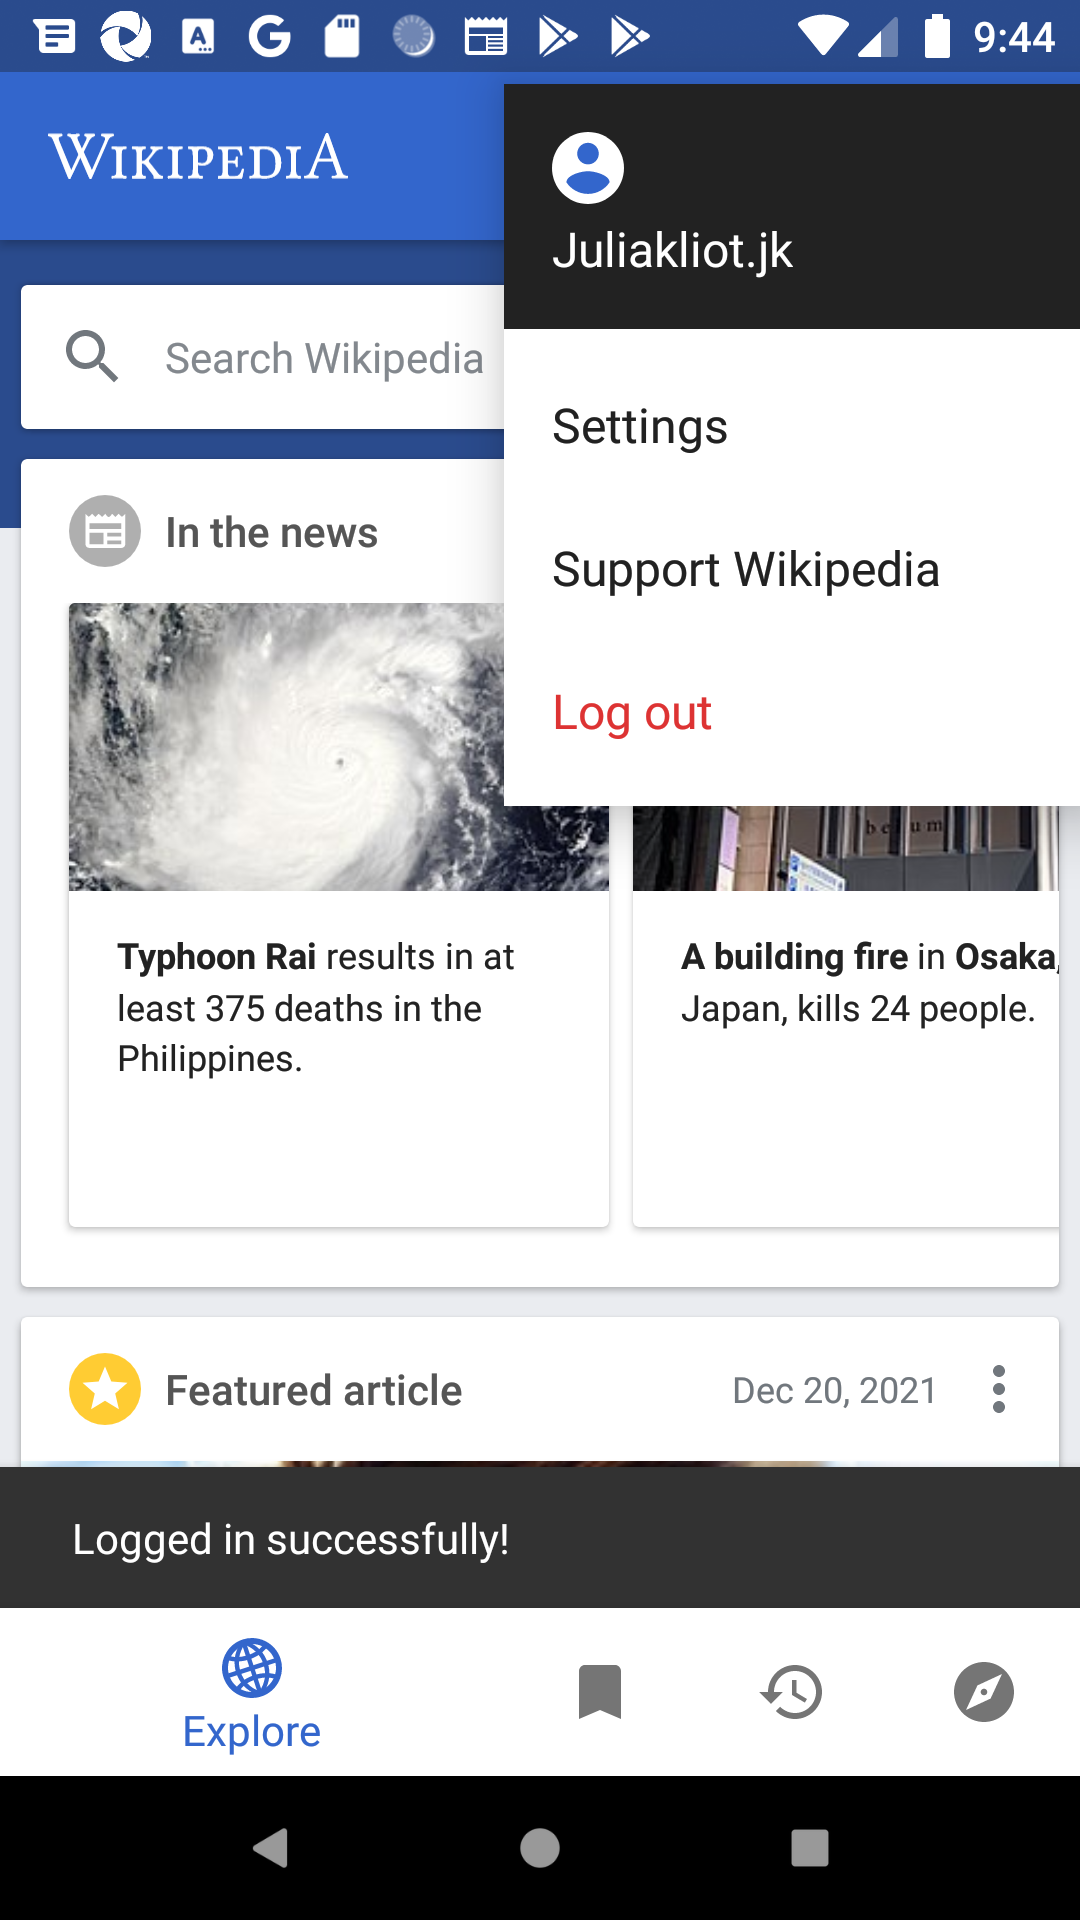 9:44
WIKIPEDIA
Juliakliot.jk
Search Wikipedia
Settings
Support Wikipedia
Log out
In the news
belum
Typhoon Rai results in at
least 375 deaths in the
Philippines.
A building fire in Osaka,
Japan, kills 24 people.
Featured article
Dec 20, 2021
Logged in successfully!
Explore